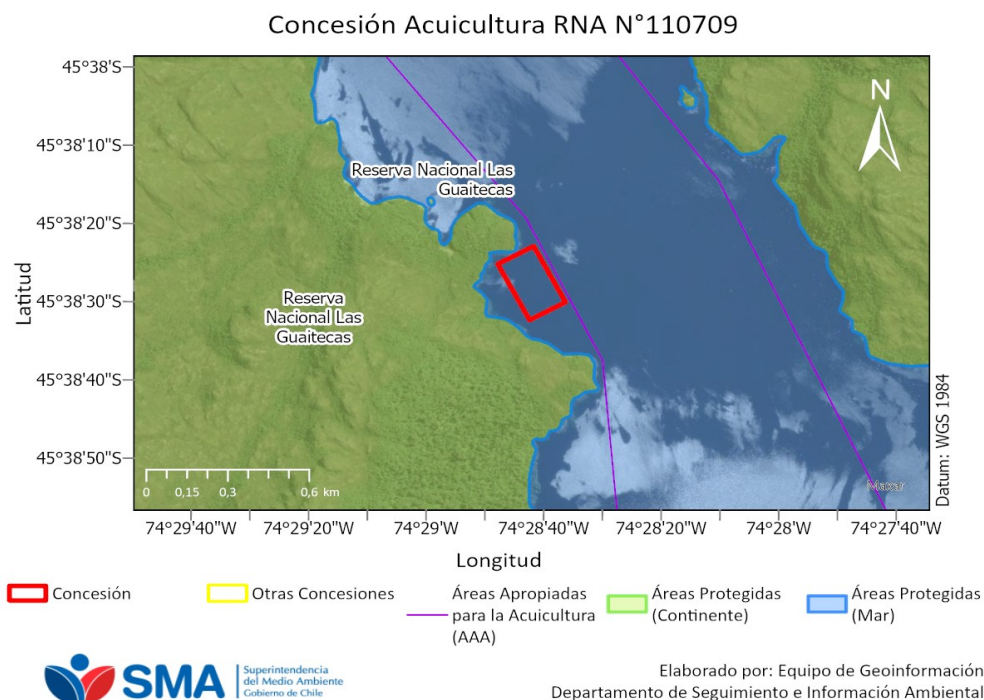 Concesión Acuicultura RNA N°110709
45°38'S
45°38'10"S
45°38'20"S
45°38'30"S
45°38'40"S
45°38'50"S
Latitud
N
Reserva Nacional Las
Guaitecas
Reserva
Nacional Las
Guaitecas
0
0,15
0,3
0,6 km
Maxar
Datum: WGS 1984
74°29'40"W
74°29'20"W
74°29'W
74°28'40"W
74°28'20"W
74°28'W
74°27'40"W
Longitud
Concesión
Otras Concesiones
Áreas Apropiadas
para la Acuicultura
(AAA)
Áreas Protegidas
(Continente)
Áreas Protegidas
(Mar)
SMA
Superintendencia
del Medio Ambiente
Gobierno de Chile
Elaborado por: Equipo de Geoinformación
Departamento de Seguimiento e Información Ambiental